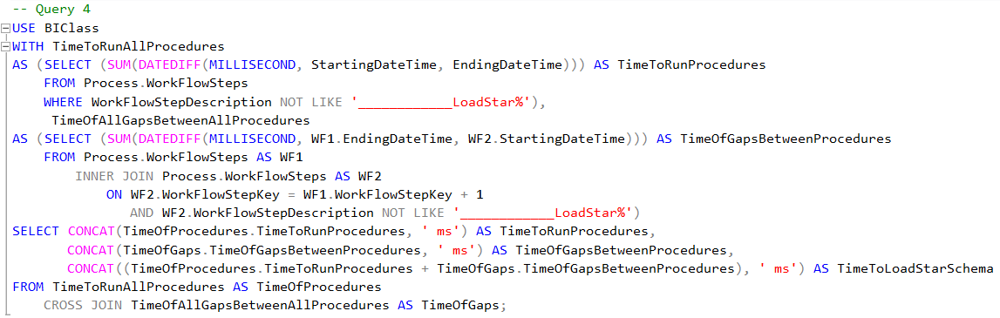 -- Query 4
USE BIClass
WITH TimeToRunAllProcedures
AS (SELECT (SUM(DATEDIFF(MILLISECOND, StartingDateTime, EndingDateTime))) AS TimeToRunProcedures
    FROM Process.WorkFlowSteps
    WHERE WorkFlowStepDescription NOT LIKE '____________LoadStar%'),
     TimeOfAllGapsBetweenAllProcedures
AS (SELECT (SUM(DATEDIFF(MILLISECOND, WF1.EndingDateTime, WF2.StartingDateTime))) AS TimeOfGapsBetweenProcedures
    FROM Process.WorkFlowSteps AS WF1
        INNER JOIN Process.WorkFlowSteps AS WF2
            ON WF2.WorkFlowStepKey = WF1.WorkFlowStepKey + 1
               AND WF2.WorkFlowStepDescription NOT LIKE '____________LoadStar%')
SELECT CONCAT(TimeOfProcedures.TimeToRunProcedures, ' ms') AS TimeToRunProcedures,
       CONCAT(TimeOfGaps.TimeOfGapsBetweenProcedures, ' ms') AS TimeOfGapsBetweenProcedures,
       CONCAT((TimeOfProcedures.TimeToRunProcedures + TimeOfGaps.TimeOfGapsBetweenProcedures), ' ms') AS TimeToLoadStarSchema
FROM TimeToRunAllProcedures AS TimeOfProcedures
    CROSS JOIN TimeOfAllGapsBetweenAllProcedures AS TimeOfGaps;